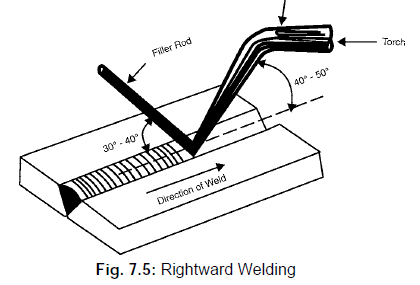 Filler Rod
Torch
40° - 50°
30° - 40°
Direction of Weld
Fig. 7.5: Rightward Welding